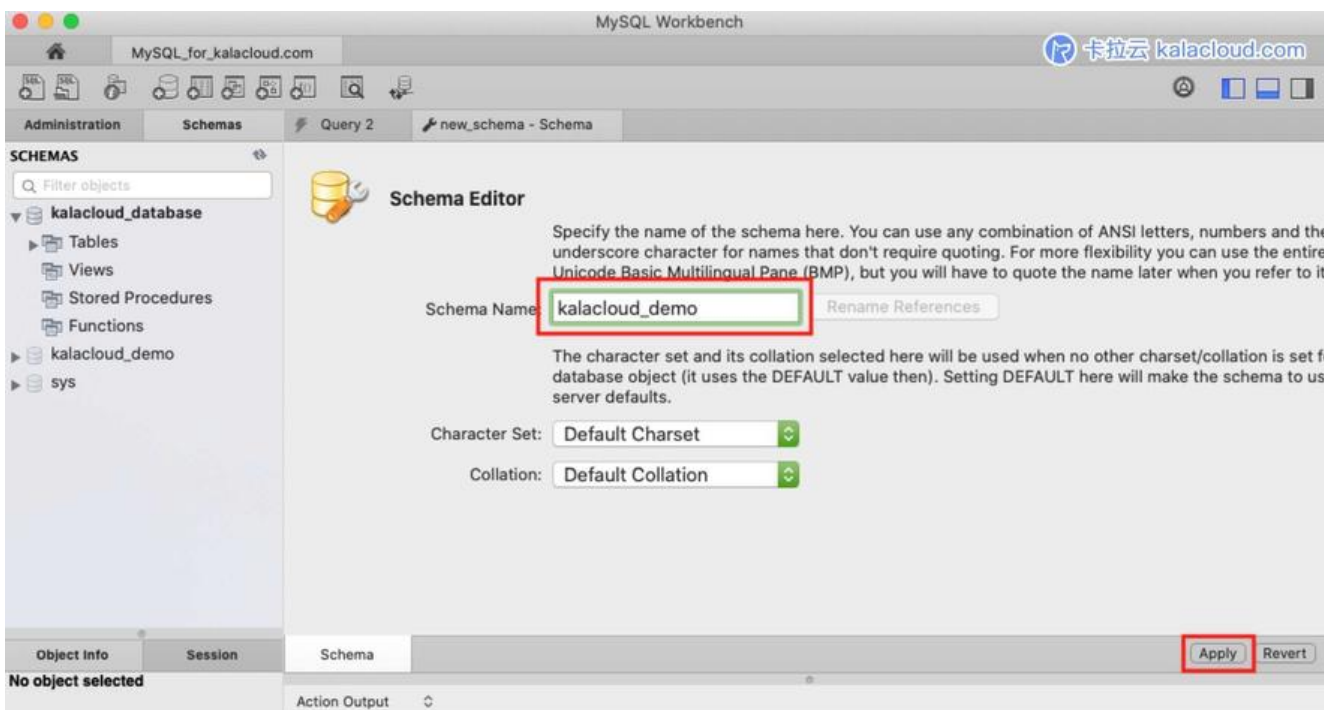 MySQL Workbench
MySQL_for_kalacloud.com
卡拉云 kalacloud.com
Administration
Schemas
Query 2
new_schema - Schema
SCHEMAS
Filter objects
kalacloud_database
Tables
Views
Stored Procedures
Functions
kalacloud_demo
sys
Schema Editor
Specify the name of the schema here. You can use any combination of ANSI letters, numbers and the
underscore character for names that don't require quoting. For more flexibility you can use the entire
Unicode Basic Multilingual Pane (BMP), but you will have to quote the name later when you refer to it
Schema Name:
kalacloud_demo
Rename References
The character set and its collation selected here will be used when no other charset/collation is set f
database object (it uses the DEFAULT value then). Setting DEFAULT here will make the schema to us
server defaults.
Character Set:
Default Charset
Collation:
Default Collation
Object Info
Session
Schema
Apply
Revert
No object selected
Action Output